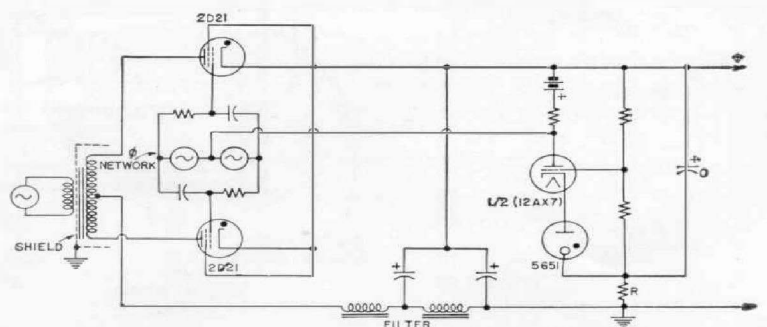 2D21
Ø
NETWORK
SHIELD
2D21
1/2 (12AX7)
5651
R
FILTER